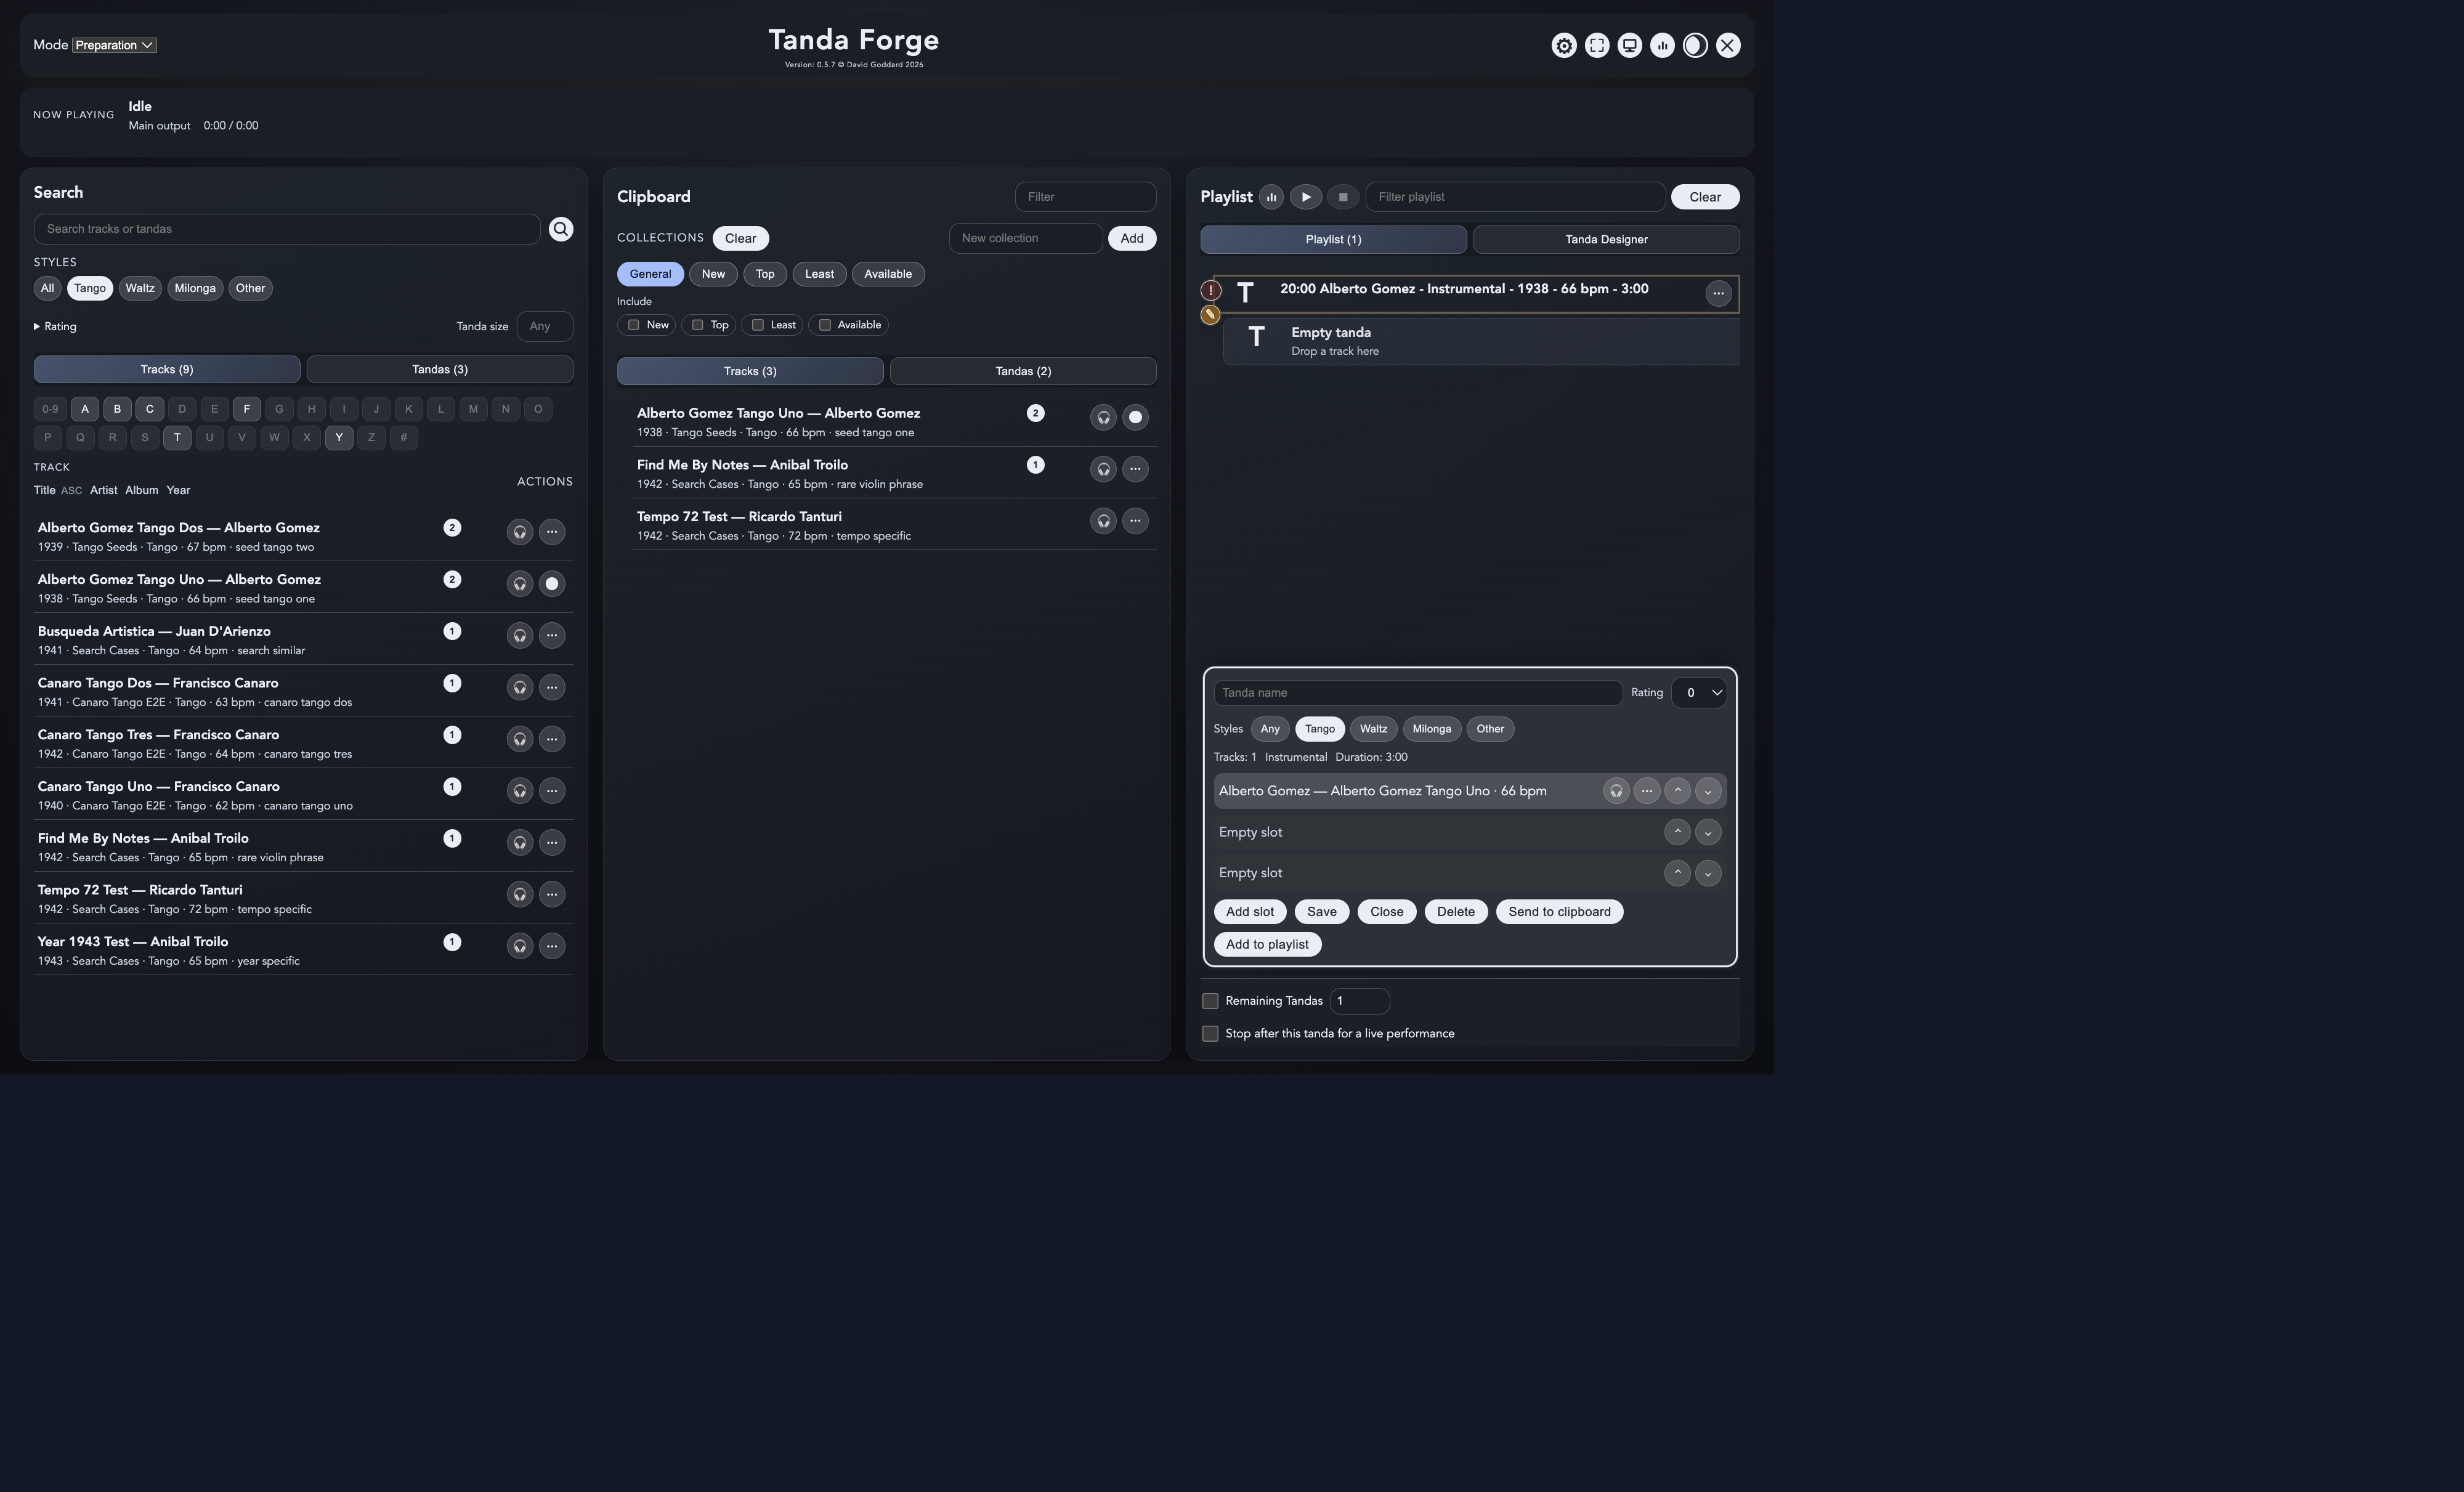 Mode Preparation
Tanda Forge
Version: 0.5.7 © David Goddard 2026
NOW PLAYING
Idle
Main output 0:00 / 0:00
Search
Search tracks or tandas
STYLES
All Tango Waltz Milonga Other
Rating
Tanda size Any
Tracks (9) Tandas (3)
0-9 A B C D E F G H I J K L M N O
P Q R S T U V W X Y Z #
TRACK
ACTIONS
Title ASC Artist Album Year
Alberto Gomez Tango Dos — Alberto Gomez 2
1939 · Tango Seeds · Tango · 67 bpm · seed tango two
Alberto Gomez Tango Uno — Alberto Gomez 2
1938 · Tango Seeds · Tango · 66 bpm · seed tango one
Busqueda Artistica — Juan D'Arienzo 1
1941 · Search Cases · Tango · 64 bpm · search similar
Canaro Tango Dos — Francisco Canaro 1
1941 · Canaro Tango E2E · Tango · 63 bpm · canaro tango dos
Canaro Tango Tres — Francisco Canaro 1
1942 · Canaro Tango E2E · Tango · 64 bpm · canaro tango tres
Canaro Tango Uno — Francisco Canaro 1
1940 · Canaro Tango E2E · Tango · 62 bpm · canaro tango uno
Find Me By Notes — Anibal Troilo 1
1942 · Search Cases · Tango · 65 bpm · rare violin phrase
Tempo 72 Test — Ricardo Tanturi
1942 · Search Cases · Tango · 72 bpm · tempo specific
Year 1943 Test — Anibal Troilo 1
1943 · Search Cases · Tango · 65 bpm · year specific
Clipboard
Filter
COLLECTIONS Clear
New collection Add
General New Top Least Available
Include
New Top Least Available
Tracks (3) Tandas (2)
Alberto Gomez Tango Uno — Alberto Gomez 2
1938 · Tango Seeds · Tango · 66 bpm · seed tango one
Find Me By Notes — Anibal Troilo 1
1942 · Search Cases · Tango · 65 bpm · rare violin phrase
Tempo 72 Test — Ricardo Tanturi
1942 · Search Cases · Tango · 72 bpm · tempo specific
Playlist Filter playlist Clear
Playlist (1) Tanda Designer
! T 20:00 Alberto Gomez - Instrumental - 1938 - 66 bpm - 3:00
T Empty tanda
Drop a track here
Tanda name Rating 0
Styles Any Tango Waltz Milonga Other
Tracks: 1 Instrumental Duration: 3:00
Alberto Gomez — Alberto Gomez Tango Uno · 66 bpm
Empty slot
Empty slot
Add slot Save Close Delete Send to clipboard
Add to playlist
Remaining Tandas 1
Stop after this tanda for a live performance